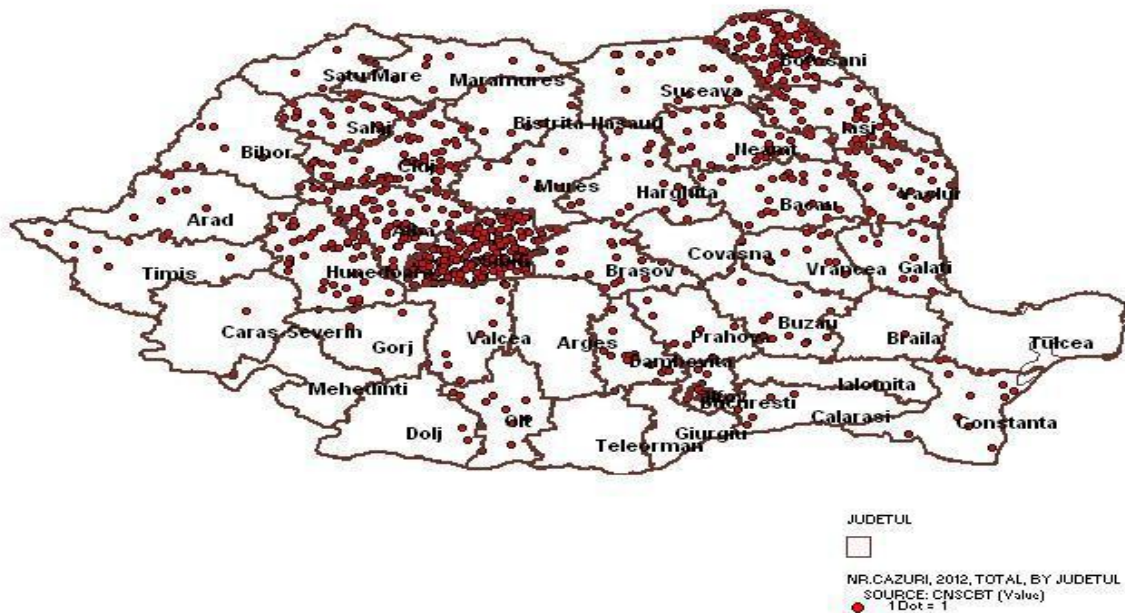 Botosani
Satu Mare
Maramures
Suceava
Salaj
Bistrita-Nasaud
Iasi
Bihor
Cluj
Neamt
Mures
Harghita
Bacau
Vaslui
Arad
Alba
Sibiu
Covasna
Timis
Hunedoara
Brasov
Vrancea
Galati
Caras-Severin
Gorj
Valcea
Arges
Prahova
Buzau
Braila
Tulcea
Dambovita
Mehedinti
Ialomita
Ilfov
Bucuresti
Calarasi
Constanta
Dolj
Olt
Teleorman
Giurgiu
JUDETUL
NR.CAZURI, 2012, TOTAL, BY JUDETUL
SOURCE: CNSCBT (Value)
1 Dot = 1